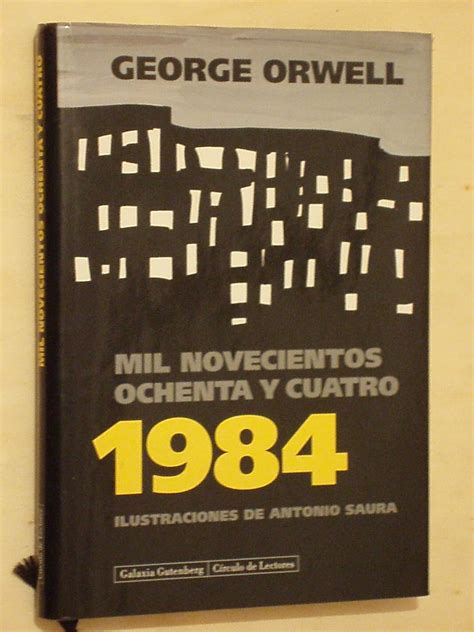 GEORGE ORWELL
MIL NOVECIENTOS
OCHENTA Y CUATRO
1984
ILUSTRACIONES DE ANTONIO SAURA
Galaxia Gutenberg | Círculo de Lectores
MIL NOVECIENTOS OCHENTA Y CUATRO